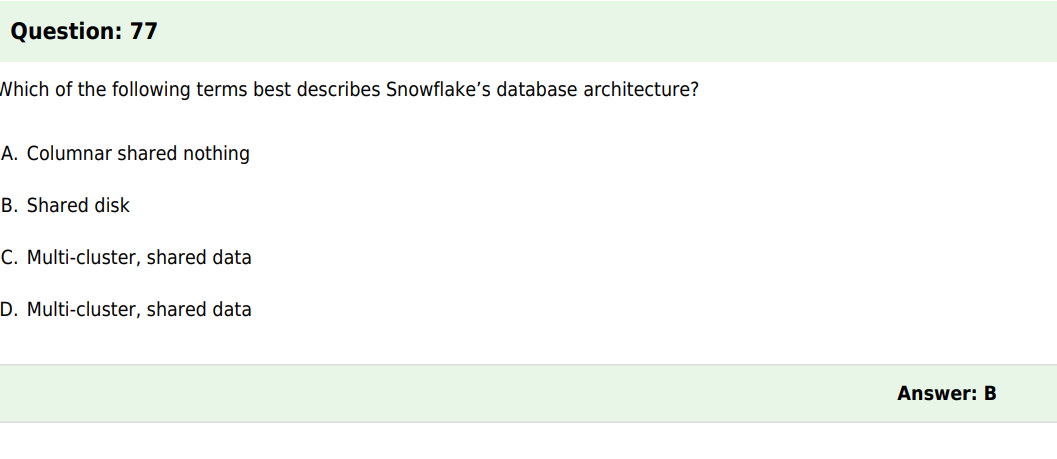 Question: 77
Which of the following terms best describes Snowflake’s database architecture?
A. Columnar shared nothing
B. Shared disk
C. Multi-cluster, shared data
D. Multi-cluster, shared data
Answer: B